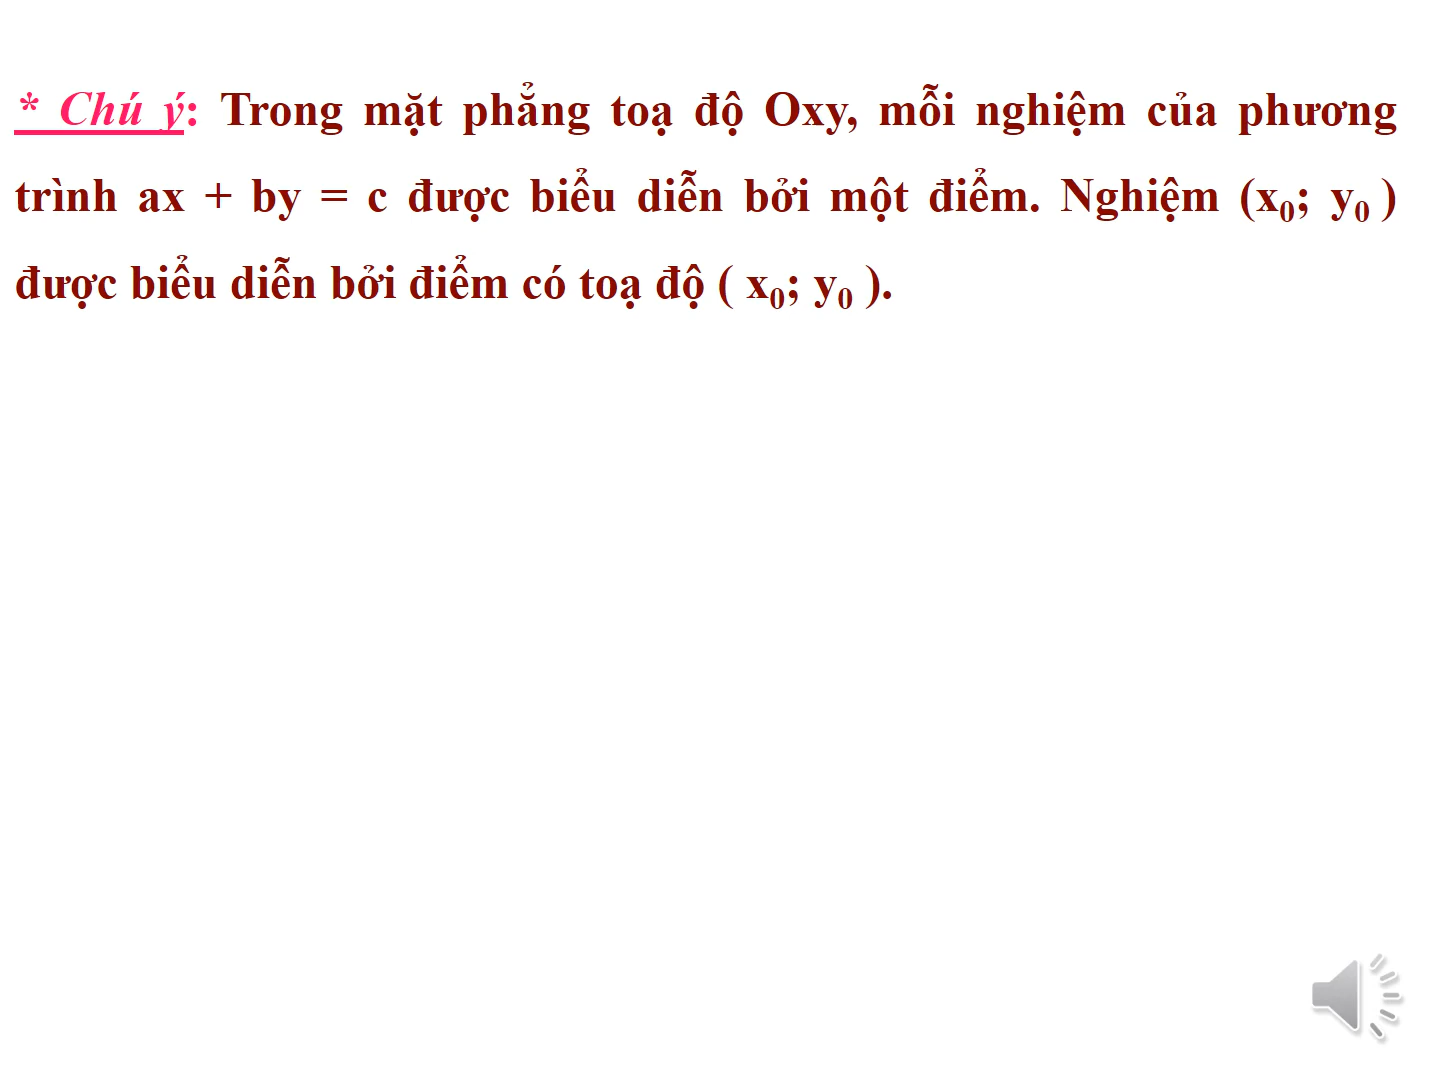 * Chú ý: Trong mặt phẳng toạ độ Oxy, mỗi nghiệm của phương
trình ax + by = c được biểu diễn bởi một điểm. Nghiệm (x₀; y₀ )
được biểu diễn bởi điểm có toạ độ ( x₀; y₀ ).